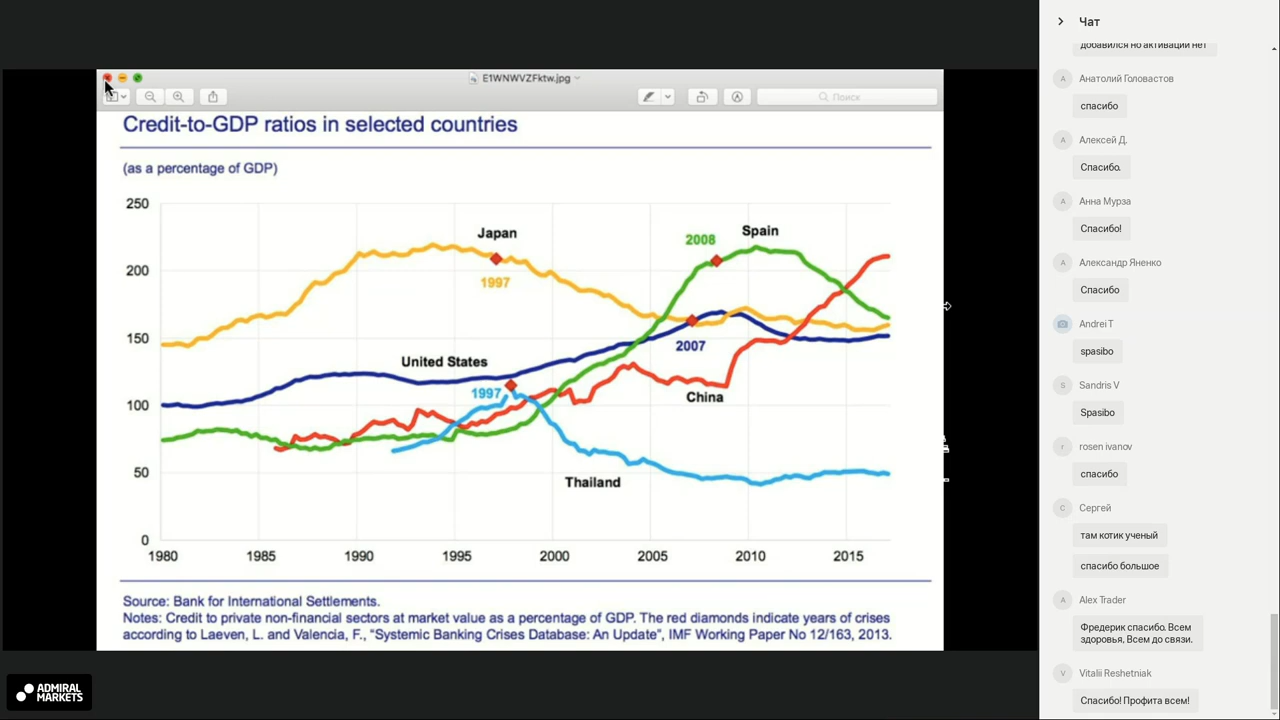 E1WNWVZFktw.jpg
Поиск
Credit-to-GDP ratios in selected countries
(as a percentage of GDP)
250
200
150
100
50
0
Japan
1997
2008
Spain
United States
1997
2007
China
Thailand
1980
1985
1990
1995
2000
2005
2010
2015
Source: Bank for International Settlements.
Notes: Credit to private non-financial sectors at market value as a percentage of GDP. The red diamonds indicate years of crises
according to Laeven, L. and Valencia, F., "Systemic Banking Crises Database: An Update", IMF Working Paper No 12/163, 2013.
ADMIRAL
MARKETS
Чат
добавился но активации нет
A
Анатолий Головастов
спасибо
A
Алексей Д.
Спасибо.
A
Анна Мурза
Спасибо!
A
Александр Яненко
Спасибо
Andrei T
spasibo
S
Sandris V
Spasibo
r
rosen ivanov
спасибо
С
Сергей
там котик ученый
спасибо большое
A
Alex Trader
Фредерик спасибо. Всем
здоровья, Всем до связи.
V
Vitalii Reshetniak
Спасибо! Профита всем!